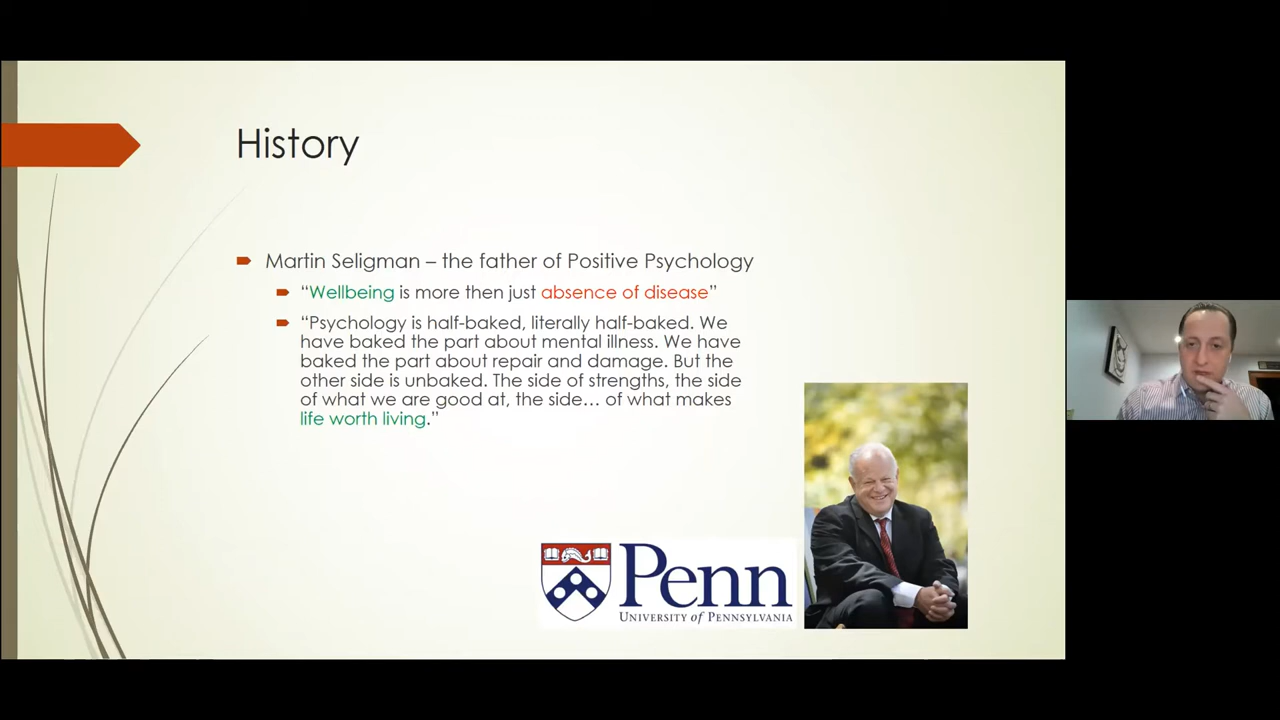 History
Martin Seligman – the father of Positive Psychology
“Wellbeing is more then just absence of disease”
“Psychology is half-baked, literally half-baked. We
have baked the part about mental illness. We have
baked the part about repair and damage. But the
other side is unbaked. The side of strengths, the side
of what we are good at, the side… of what makes
life worth living.”
Penn
UNIVERSITY of PENNSYLVANIA